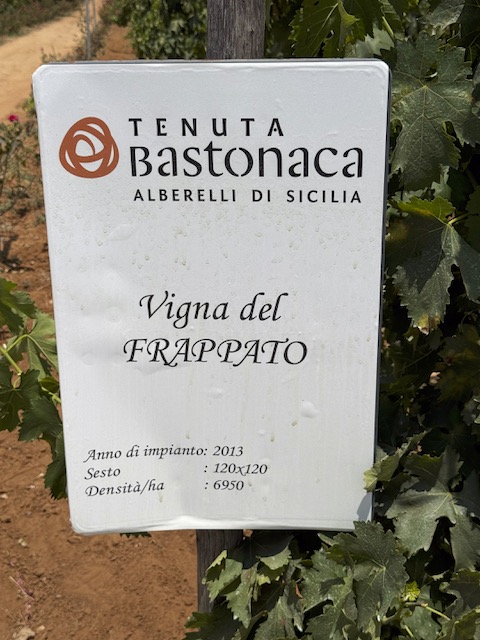 TENUTA
Bastonaca
ALBERELLI DI SICILIA
Vigna del
FRAPPATO
Anno di impianto: 2013
Sesto : 120x120
Densità/ha : 6950